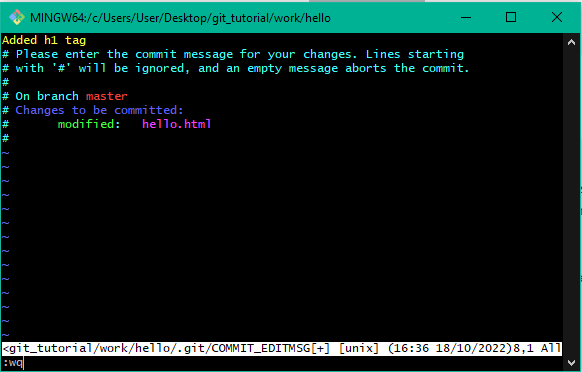 MINGW64:/c/Users/User/Desktop/git_tutorial/work/hello
Added h1 tag
# Please enter the commit message for your changes. Lines starting
# with '#' will be ignored, and an empty message aborts the commit.
#
# On branch master
# Changes to be committed:
#       modified:   hello.html
#
~
~
~
~
~
~
~
~
~
~
~
~
~
~
<git_tutorial/work/hello/.git/COMMIT_EDITMSG[+] [unix] (16:36 18/10/2022)8,1 All
:wq